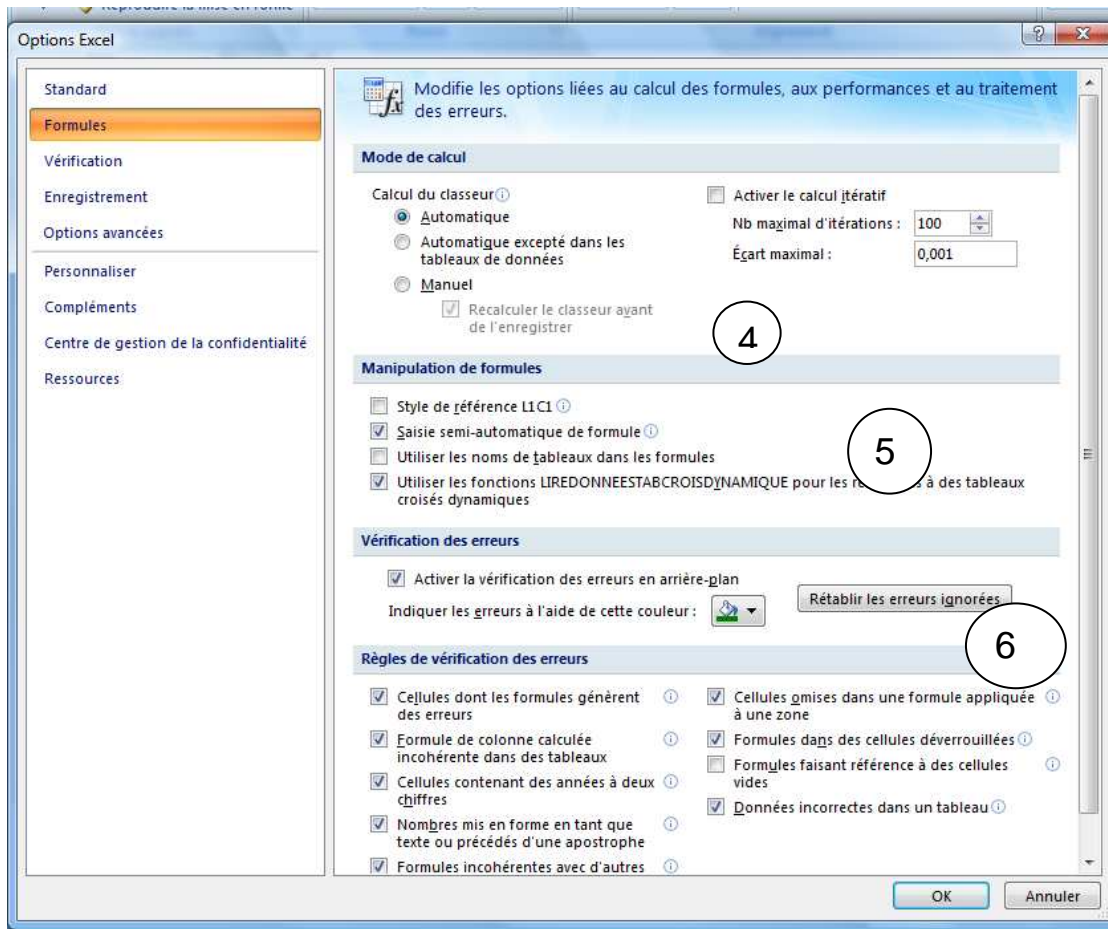 Reproduire la mise en forme
Options Excel
Standard
Formules
Vérification
Enregistrement
Options avancées
Personnaliser
Compléments
Centre de gestion de la confidentialité
Ressources
Modifie les options liées au calcul des formules, aux performances et au traitement
des erreurs.
Mode de calcul
Calcul du classeur
Automatique
Automatique excepté dans les
tableaux de données
Manuel
Recalculer le classeur avant
de l'enregistrer
Activer le calcul itératif
Nb maximal d'itérations : 100
Écart maximal : 0,001
4
Manipulation de formules
Style de référence L1C1
Saisie semi-automatique de formule
Utiliser les noms de tableaux dans les formules
5
Utiliser les fonctions LIREDONNEESTABCROISDYNAMIQUE pour les à des tableaux
croisés dynamiques
Vérification des erreurs
Activer la vérification des erreurs en arrière-plan
Indiquer les erreurs à l'aide de cette couleur :
Rétablir les erreurs ignorées
6
Règles de vérification des erreurs
Cellules dont les formules génèrent
des erreurs
Formule de colonne calculée
incohérente dans des tableaux
Cellules contenant des années à deux
chiffres
Nombres mis en forme en tant que
texte ou précédés d'une apostrophe
Formules incohérentes avec d'autres
Cellules omises dans une formule appliquée
à une zone
Formules dans des cellules déverrouillées
Formules faisant référence à des cellules
vides
Données incorrectes dans un tableau
OK
Annuler